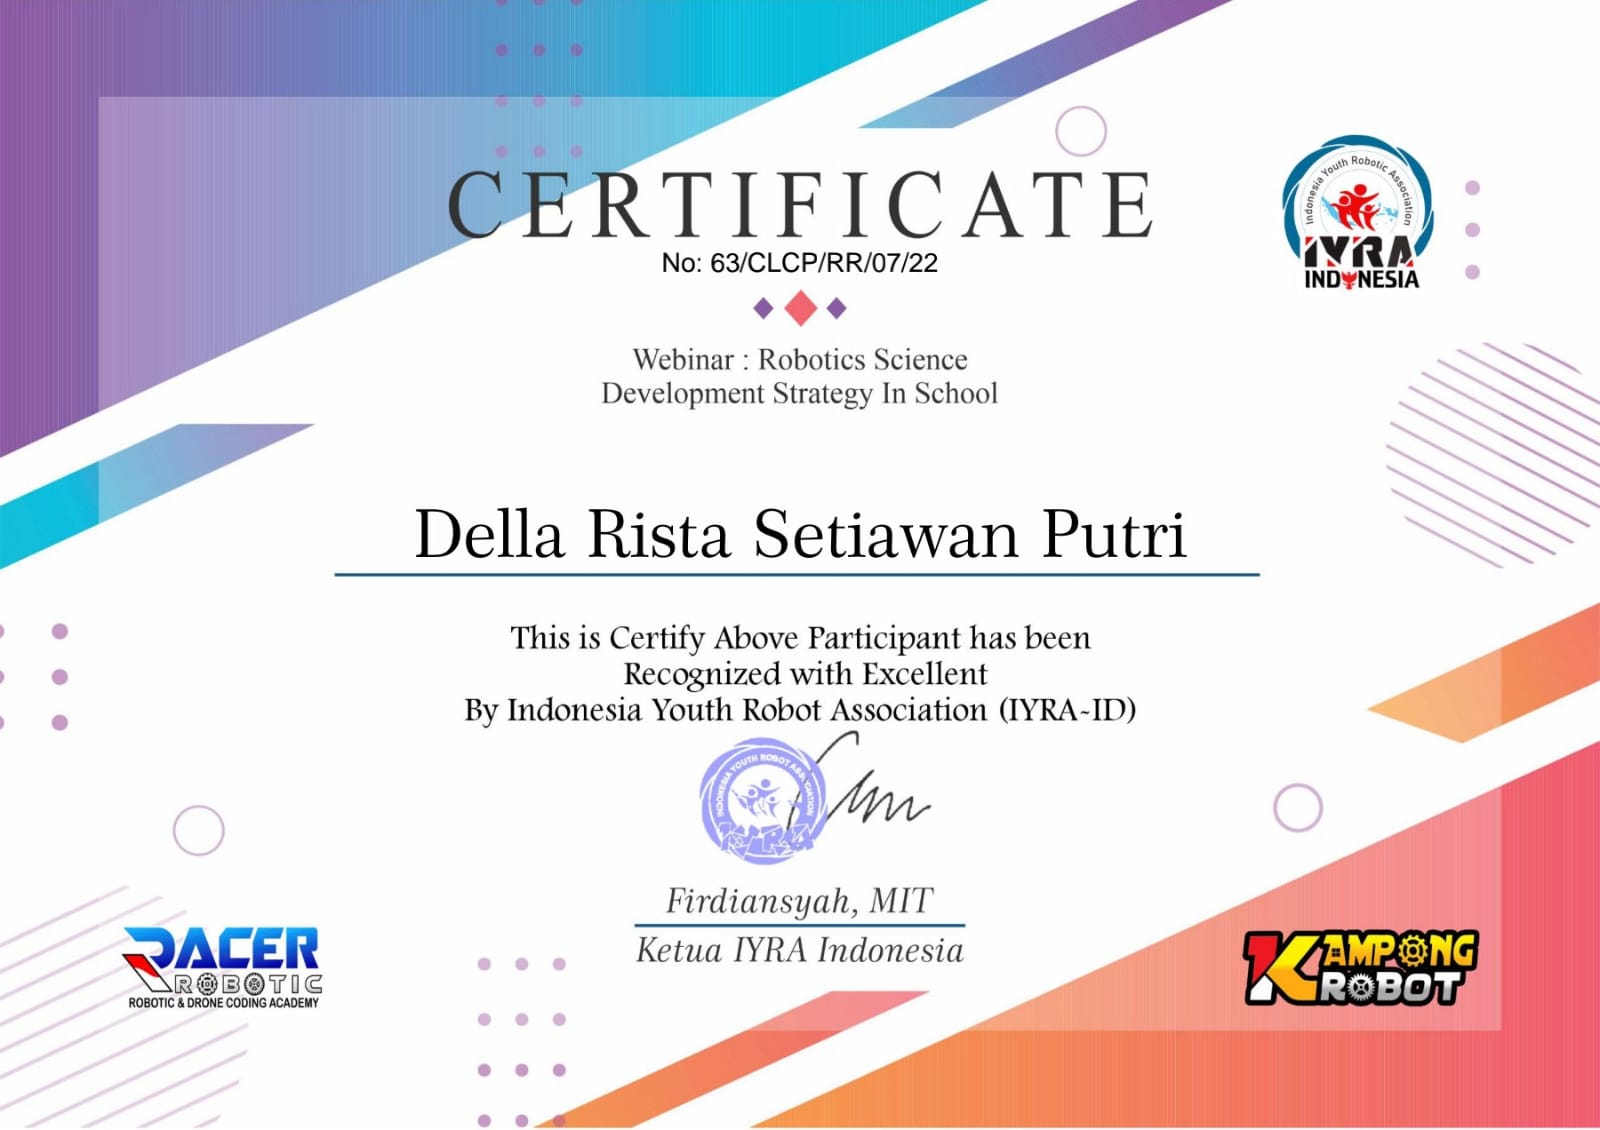 CERTIFICATE
No: 63/CLCP/RR/07/22
Indonesia Youth Robotic Association
IYRA
INDONESIA
Webinar : Robotics Science
Development Strategy In School
Della Rista Setiawan Putri
This is Certify Above Participant has been
Recognized with Excellent
By Indonesia Youth Robot Association (IYRA-ID)
INDONESIA YOUTH ROBOT ASSOCIATION
IYRA
Firdiansyah, MIT
Ketua IYRA Indonesia
RACER
ROBOTIC
ROBOTIC & DRONE CODING ACADEMY
KAMPONG
ROBOT